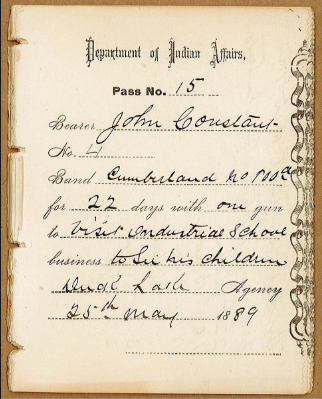 Department of Indian Affairs,
Pass No. 15
Bearer John Constant
No. 4
Band Cumberland No 100a
for 22 days with one gun
to Visit Industrial School
business to See his children
Duck Lake Agency
25th May 1889